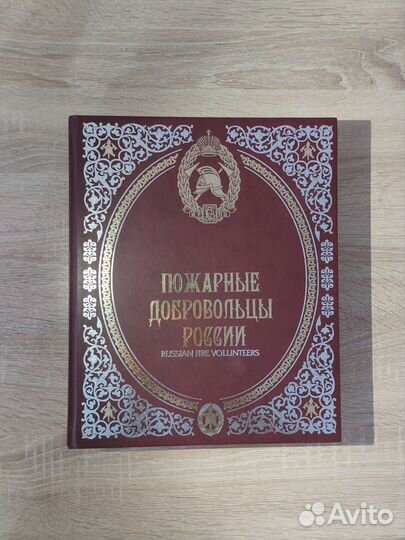 ПОЖАРНЫЕ
ДОБРОВОЛЬЦЫ
РОССИИ
RUSSIAN FIRE VOLUNTEERS
Avito